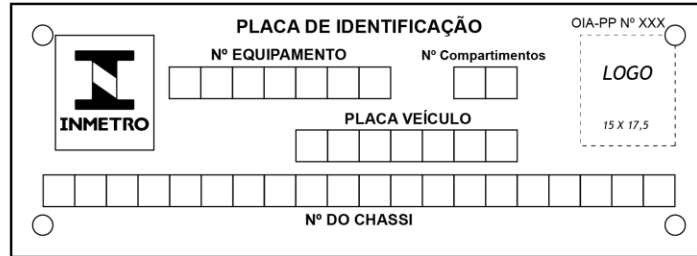 PLACA DE IDENTIFICAÇÃO
OIA-PP Nº XXX
Nº EQUIPAMENTO
Nº Compartimentos
LOGO
INMETRO
15 X 17,5
PLACA VEÍCULO
Nº DO CHASSI